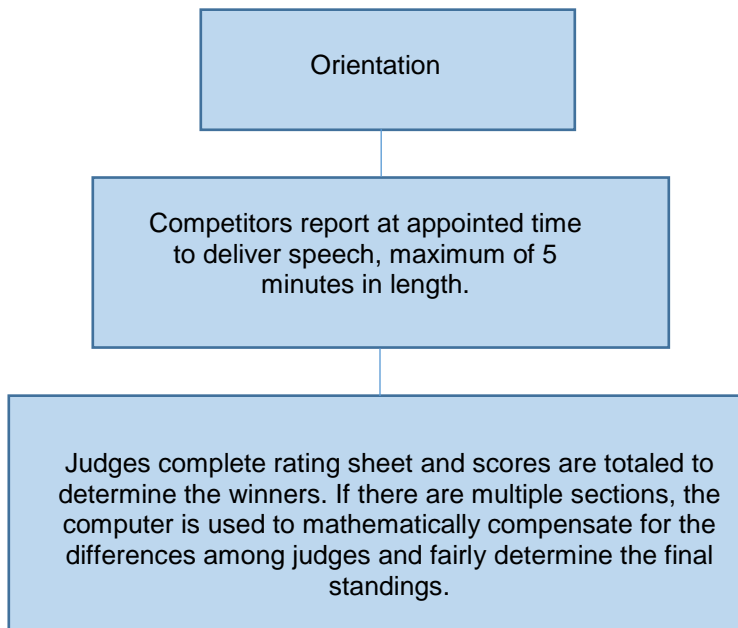 Orientation
Competitors report at appointed time
to deliver speech, maximum of 5
minutes in length.
Judges complete rating sheet and scores are totaled to
determine the winners. If there are multiple sections, the
computer is used to mathematically compensate for the
differences among judges and fairly determine the final
standings.